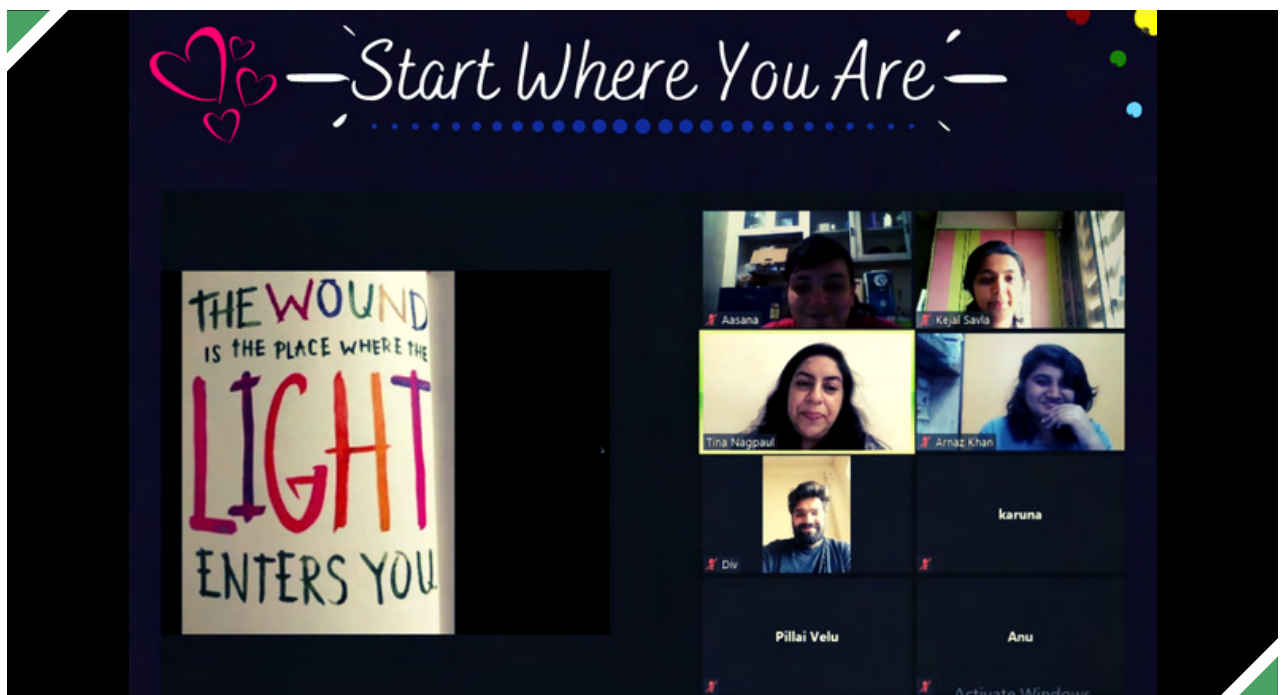 Start Where You Are
THE WOUND
IS THE PLACE WHERE THE
LIGHT
ENTERS YOU.
Aasana
Kejal Savla
Tina Nagpaul
Arnaz Khan
Div
karuna
Pillai Velu
Anu
Activate Windows